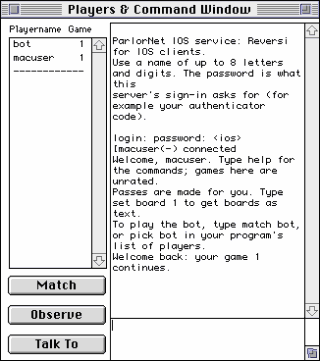 Players & Command Window
Playername Game
bot 1
macuser 1
-------------
ParlorNet IOS service: Reversi
for IOS clients.
Use a name of up to 8 letters
and digits. The password is what
this
server's sign-in asks for (for
example your authenticator
code).
login: password: <ios>
[macuser(-) connected
Welcome, macuser. Type help for
the commands; games here are
unrated.
Passes are made for you. Type
set board 1 to get boards as
text.
To play the bot, type match bot,
or pick bot in your program's
list of players.
Welcome back: your game 1
continues.
Match
Observe
Talk To